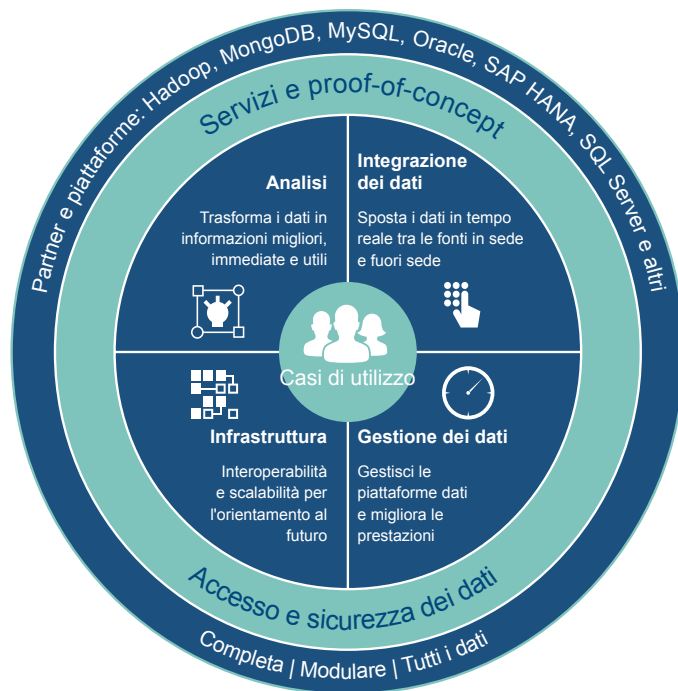 Partner e piattaforme: Hadoop, MongoDB, MySQL, Oracle, SAP HANA, SQL Server e altri
Servizi e proof-of-concept
Analisi
Trasforma i dati in
informazioni migliori,
immediate e utili
Integrazione
dei dati
Sposta i dati in tempo
reale tra le fonti in sede
e fuori sede
Casi di utilizzo
Infrastruttura
Interoperabilità
e scalabilità per
l'orientamento al
futuro
Gestione dei dati
Gestisci le
piattaforme dati
e migliora le
prestazioni
Accesso e sicurezza dei dati
Completa | Modulare | Tutti i dati